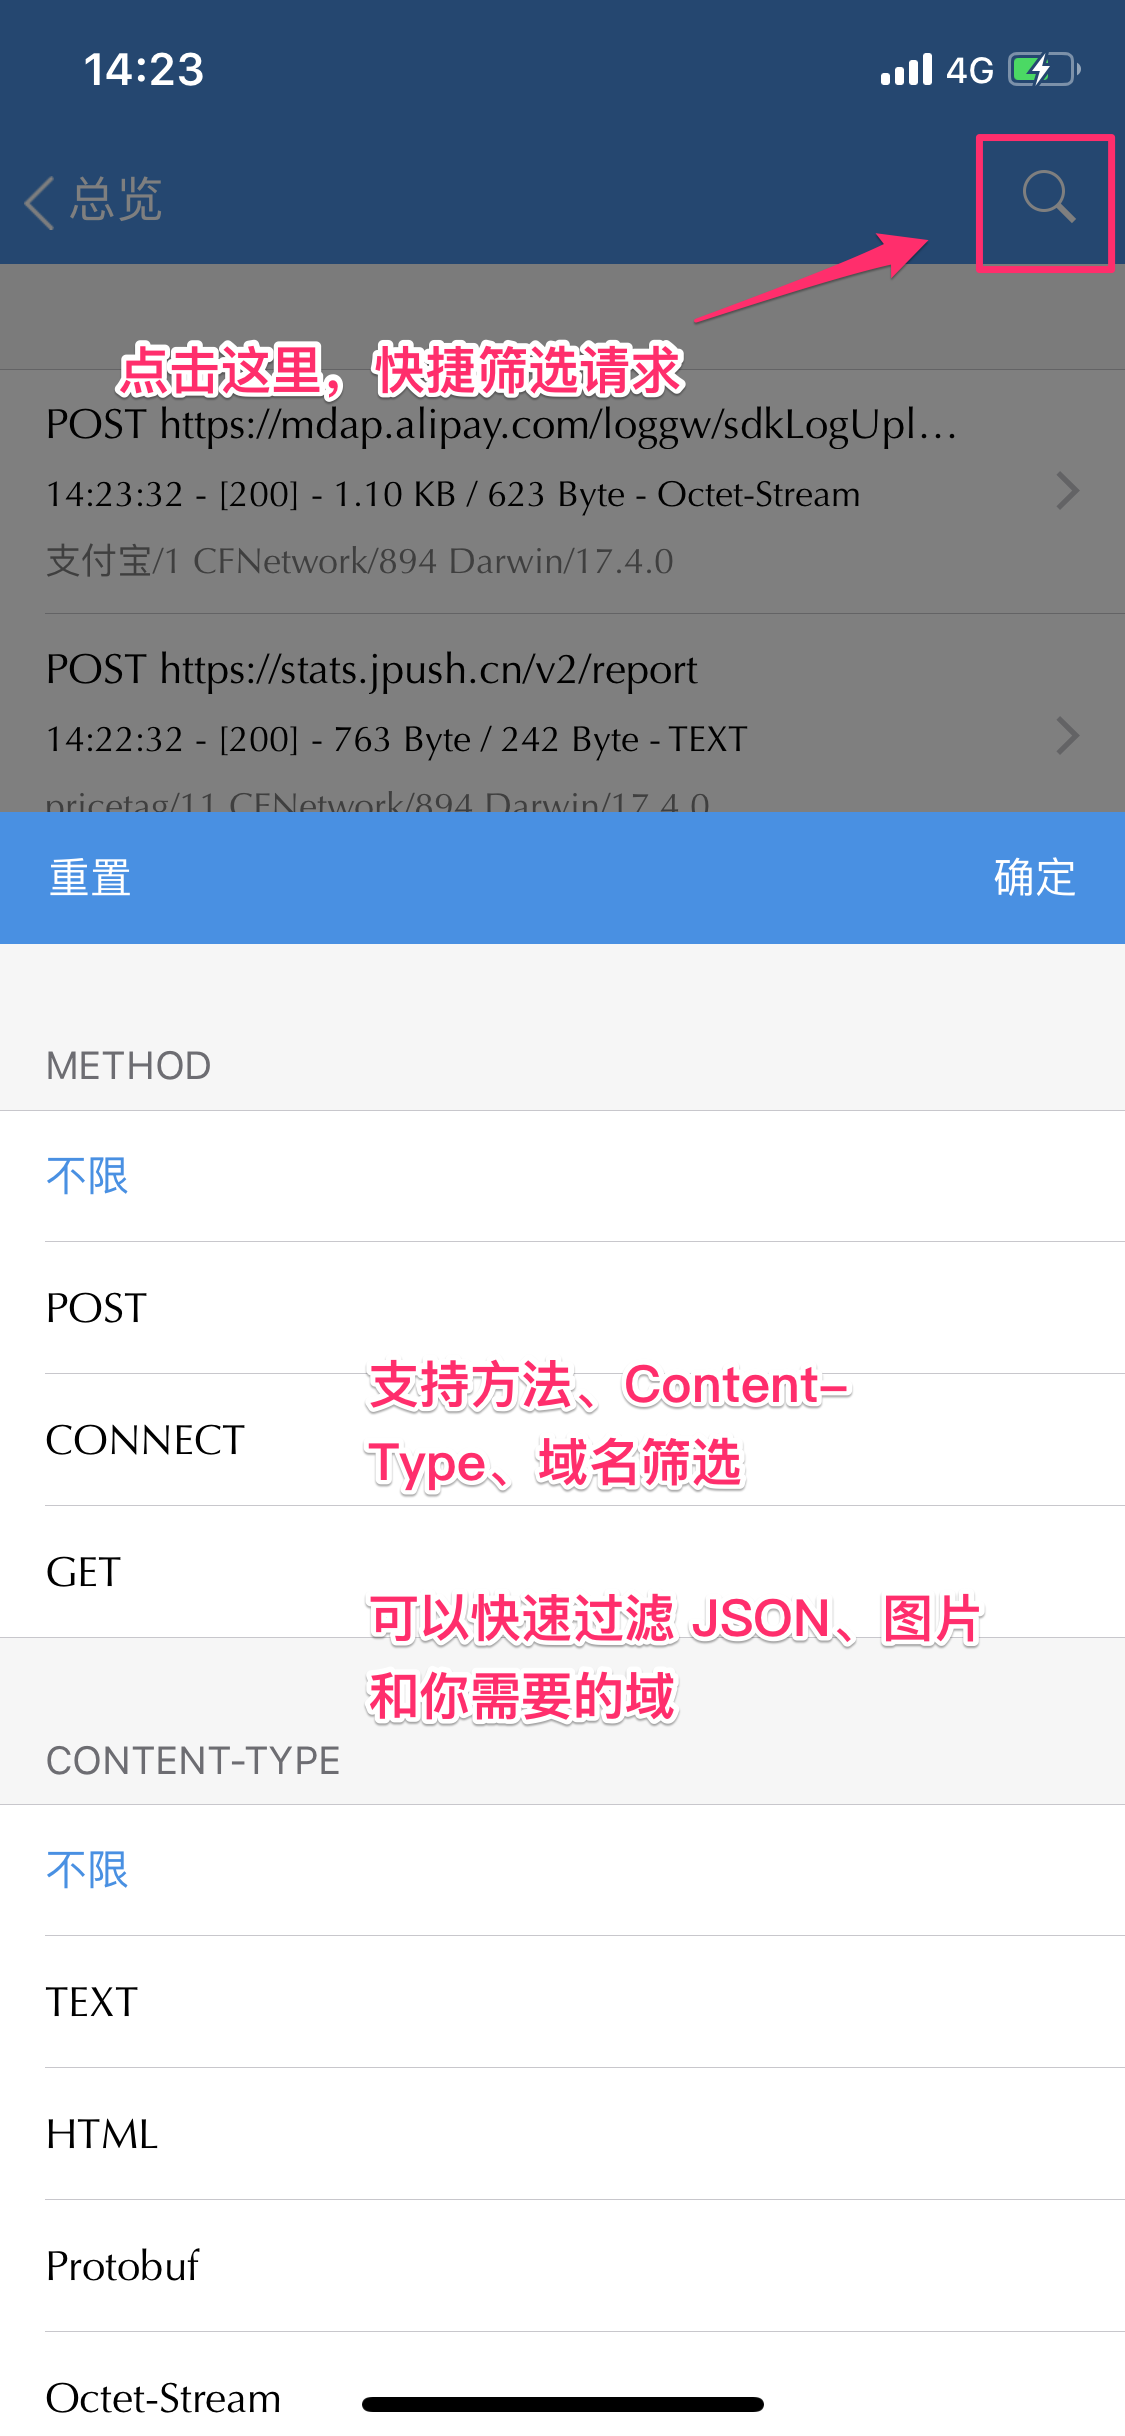 14:23
4G
总览
点击这里，快捷筛选请求
POST https://mdap.alipay.com/loggw/sdkLogUpl…
14:23:32 - [200] - 1.10 KB / 623 Byte - Octet-Stream
支付宝/1 CFNetwork/894 Darwin/17.4.0
POST https://stats.jpush.cn/v2/report
14:22:32 - [200] - 763 Byte / 242 Byte - TEXT
pricetag/11 CFNetwork/894 Darwin/17.4.0
重置 确定
METHOD
不限
POST
支持方法、Content-
CONNECT
Type、域名筛选
GET
可以快速过滤 JSON、图片
和你需要的域
CONTENT-TYPE
不限
TEXT
HTML
Protobuf
Octet-Stream